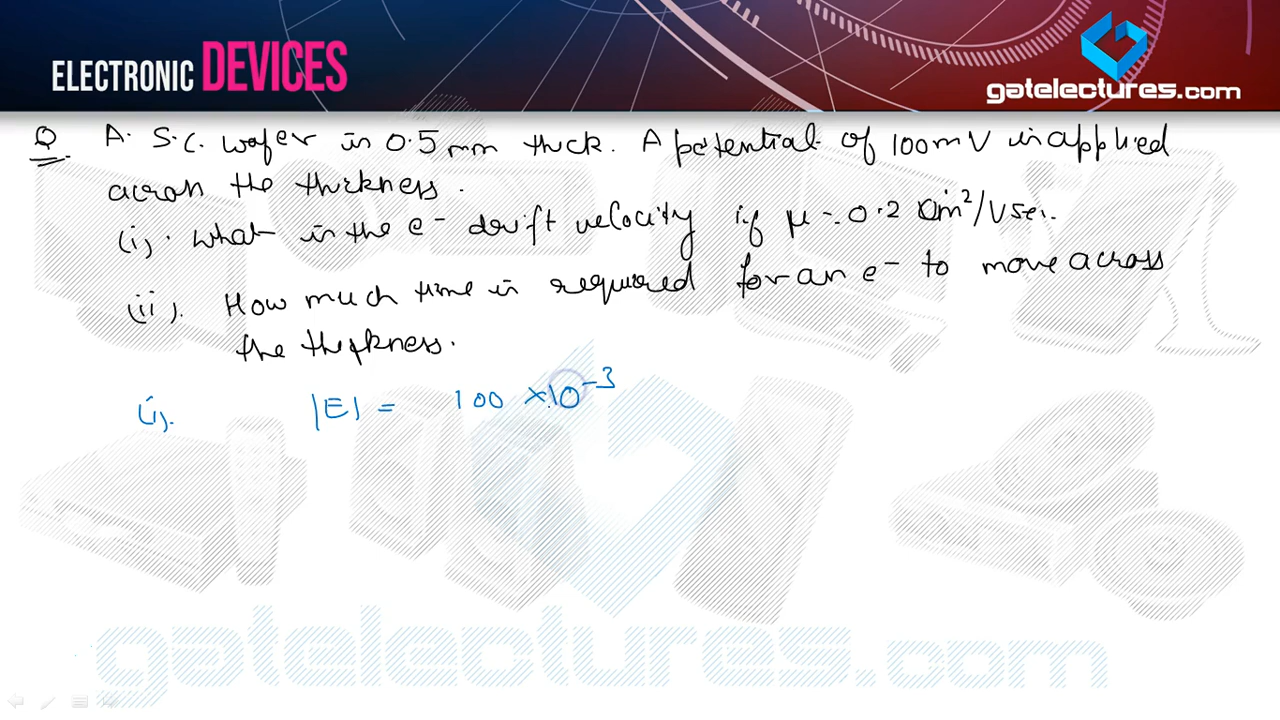 ELECTRONIC DEVICES
gatelectures.com
Q. A. S.C. wafer is 0.5mm thick. A potential of 100mV is applied
across the thickness.
(i). What is the e- drift velocity if μ = 0.2 m²/Vsec.
(ii). How much time is required for an e- to move across
the thickness.
(i). |E| = 100 × 10⁻³
gatelectures.com